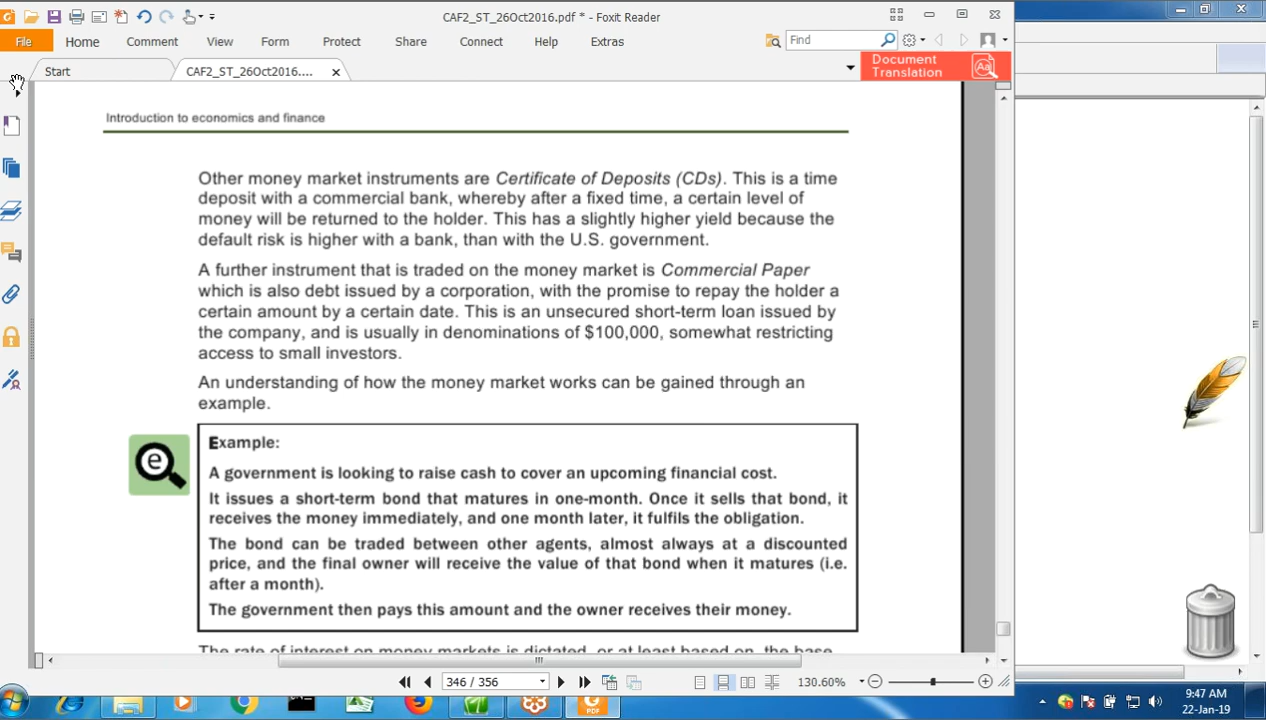 CAF2_ST_26Oct2016.pdf * - Foxit Reader
File Home Comment View Form Protect Share Connect Help Extras Find
Start CAF2_ST_26Oct2016.... Document Translation
Introduction to economics and finance
Other money market instruments are Certificate of Deposits (CDs). This is a time
deposit with a commercial bank, whereby after a fixed time, a certain level of
money will be returned to the holder. This has a slightly higher yield because the
default risk is higher with a bank, than with the U.S. government.
A further instrument that is traded on the money market is Commercial Paper
which is also debt issued by a corporation, with the promise to repay the holder a
certain amount by a certain date. This is an unsecured short-term loan issued by
the company, and is usually in denominations of $100,000, somewhat restricting
access to small investors.
An understanding of how the money market works can be gained through an
example.
e
Example:
A government is looking to raise cash to cover an upcoming financial cost.
It issues a short-term bond that matures in one-month. Once it sells that bond, it
receives the money immediately, and one month later, it fulfils the obligation.
The bond can be traded between other agents, almost always at a discounted
price, and the final owner will receive the value of that bond when it matures (i.e.
after a month).
The government then pays this amount and the owner receives their money.
The rate of interest on money markets is dictated, or at least based on, the base
346 / 356 130.60%
PDF
9:47 AM
22-Jan-19